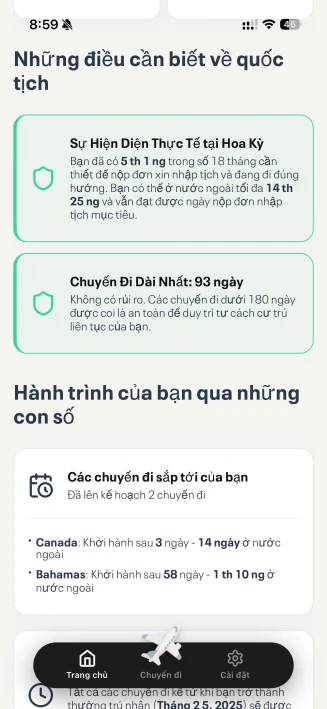 8:59
45
Những điều cần biết về quốc
tịch
Sự Hiện Diện Thực Tế tại Hoa Kỳ
Bạn đã có 5 th 1 ng trong số 18 tháng cần
thiết để nộp đơn xin nhập tịch và đang đi đúng
hướng. Bạn có thể ở nước ngoài tối đa 14 th
25 ng và vẫn đạt được ngày nộp đơn nhập
tịch mục tiêu.
Chuyến Đi Dài Nhất: 93 ngày
Không có rủi ro. Các chuyến đi dưới 180 ngày
được coi là an toàn để duy trì tư cách cư trú
liên tục của bạn.
Hành trình của bạn qua những
con số
Các chuyến đi sắp tới của bạn
Đã lên kế hoạch 2 chuyến đi
• Canada: Khởi hành sau 3 ngày - 14 ngày ở nước
ngoài
• Bahamas: Khởi hành sau 58 ngày - 1 th 10 ng ở
nước ngoài
Trang chủ
Chuyến đi
Cài đặt
Tất cả các chuyến đi kể từ khi bạn trở thành
thường trú nhân (Tháng 2 5, 2025) sẽ được